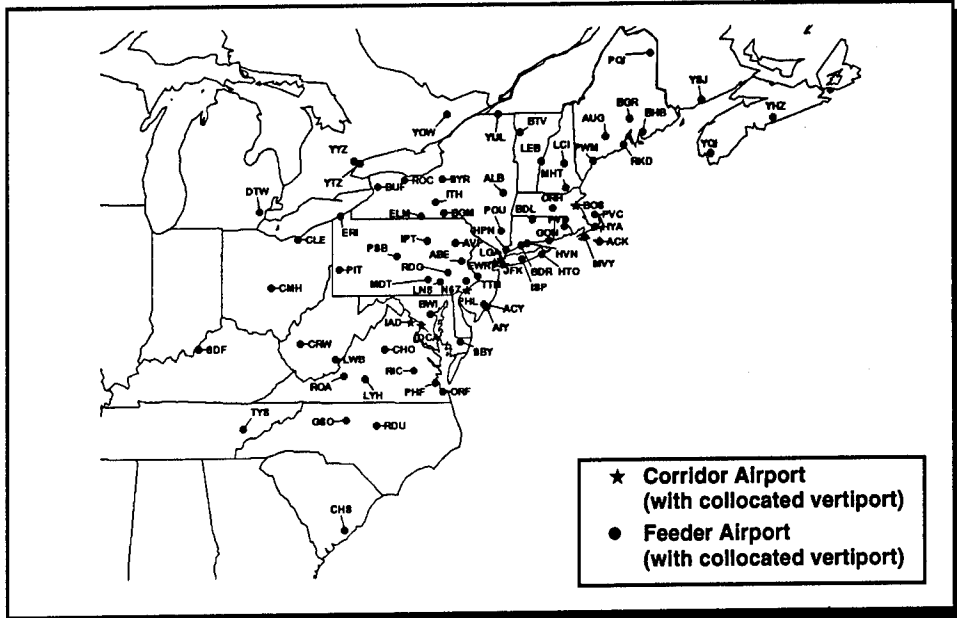 PQI
YSJ
YHZ
BGR
BHB
AUG
YOW
YUL
BTV
LEB
LCI
PWM
RKD
YQI
YYZ
YTZ
BUF
ROC
SYR
ITH
ALB
MHT
ORH
BOS
DTW
ELM
BGM
POU
BDL
PVD
PVC
HYA
ERI
GON
ACK
CLE
PSB
IPT
AVP
HPN
MVY
ABE
LGA
HVN
PIT
RDG
EWR
JFK
BDR
HTO
ISP
CMH
MDT
LNS
N67
TTN
PHL
BWI
ACY
AIY
IAD
DCA
SDF
CRW
LWB
CHO
SBY
RIC
ROA
LYH
PHF
ORF
TYS
GSO
RDU
CHS
Corridor Airport
(with collocated vertiport)
Feeder Airport
(with collocated vertiport)